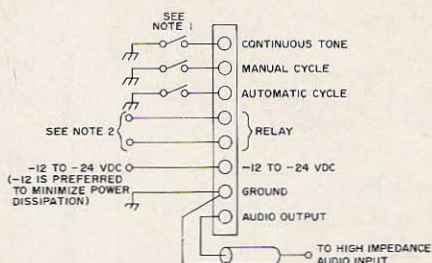 SEE
NOTE 1
CONTINUOUS TONE
MANUAL CYCLE
AUTOMATIC CYCLE
SEE NOTE 2
RELAY
-12 TO -24 VDC
(-12 IS PREFERRED
TO MINIMIZE POWER
DISSIPATION)
-12 TO -24 VDC
GROUND
AUDIO OUTPUT
TO HIGH IMPEDANCE
AUDIO INPUT